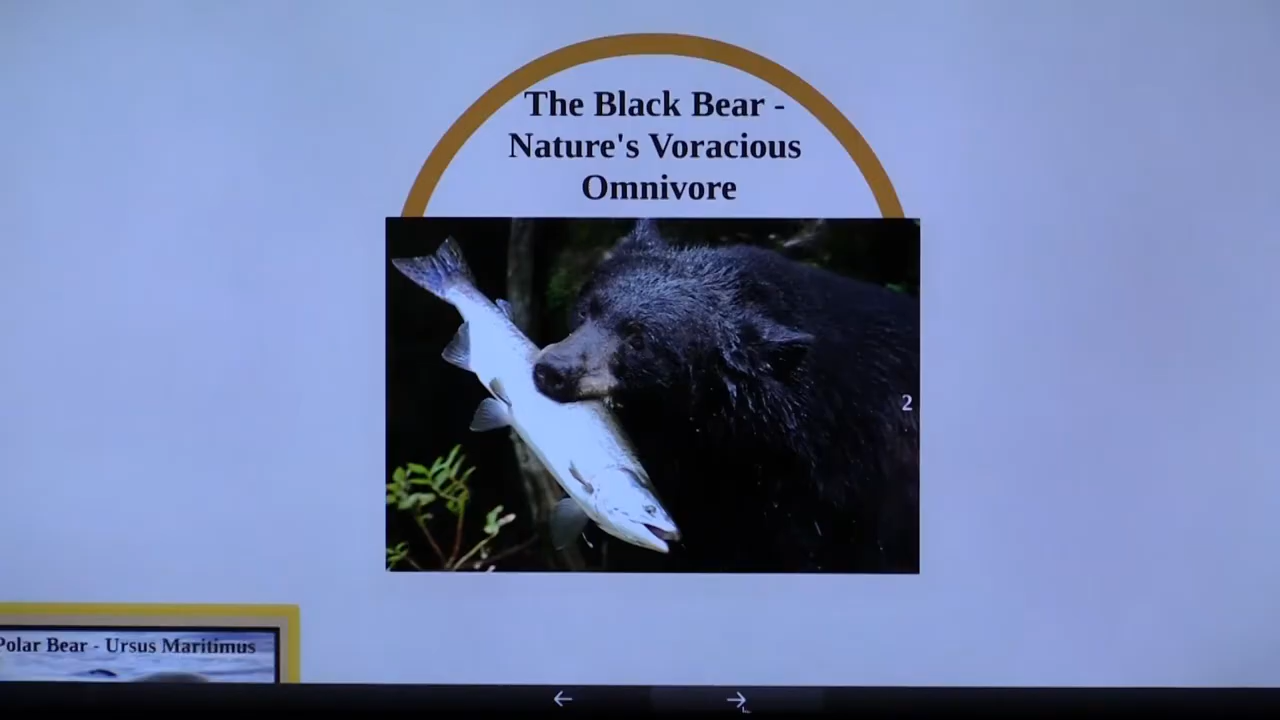 The Black Bear -
Nature's Voracious
Omnivore
2
Polar Bear - Ursus Maritimus